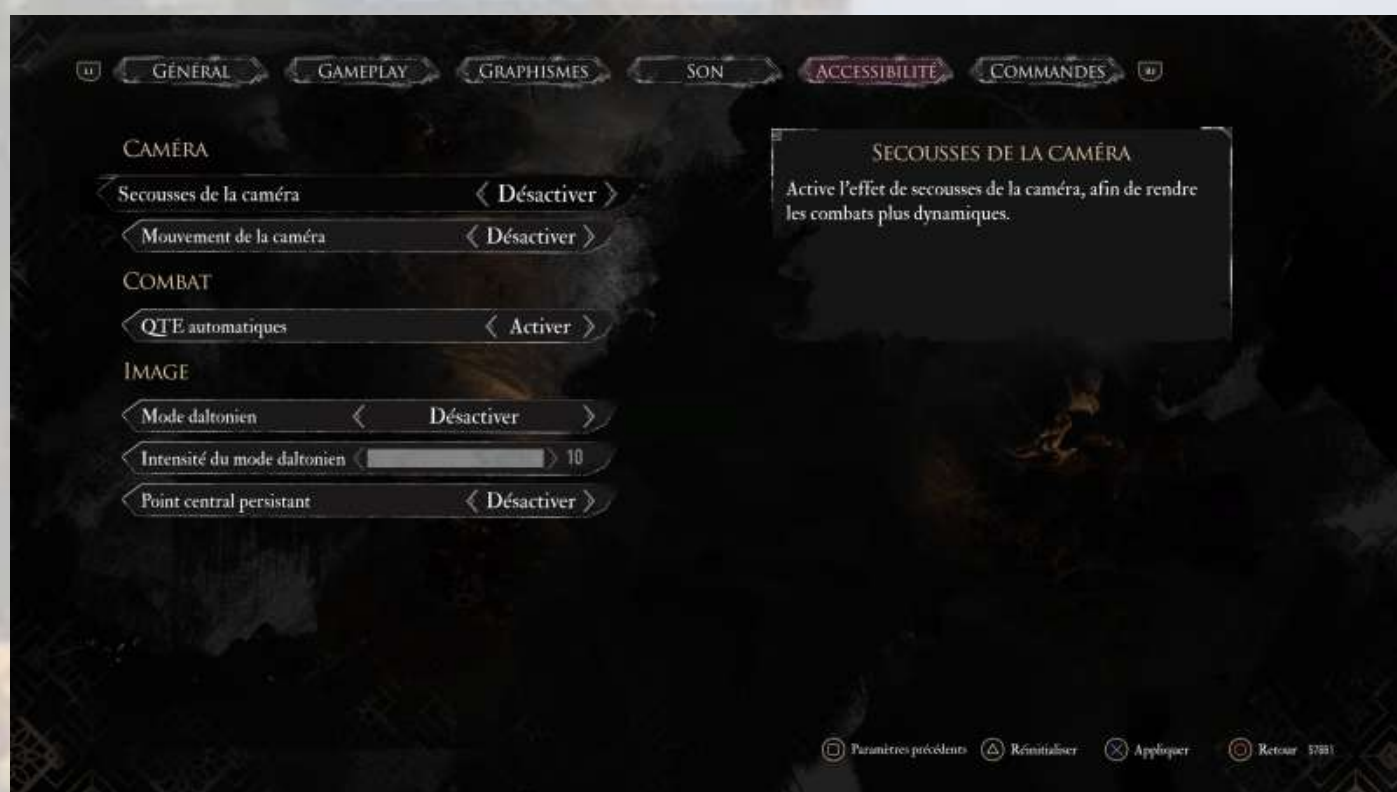 L1 GÉNÉRAL GAMEPLAY GRAPHISMES SON ACCESSIBILITÉ COMMANDES R1
CAMÉRA
Secousses de la caméra Désactiver
Mouvement de la caméra Désactiver
COMBAT
QTE automatiques Activer
IMAGE
Mode daltonien Désactiver
Intensité du mode daltonien 10
Point central persistant Désactiver
SECOUSSES DE LA CAMÉRA
Active l'effet de secousses de la caméra, afin de rendre
les combats plus dynamiques.
Paramètres précédents Réinitialiser Appliquer Retour 57661